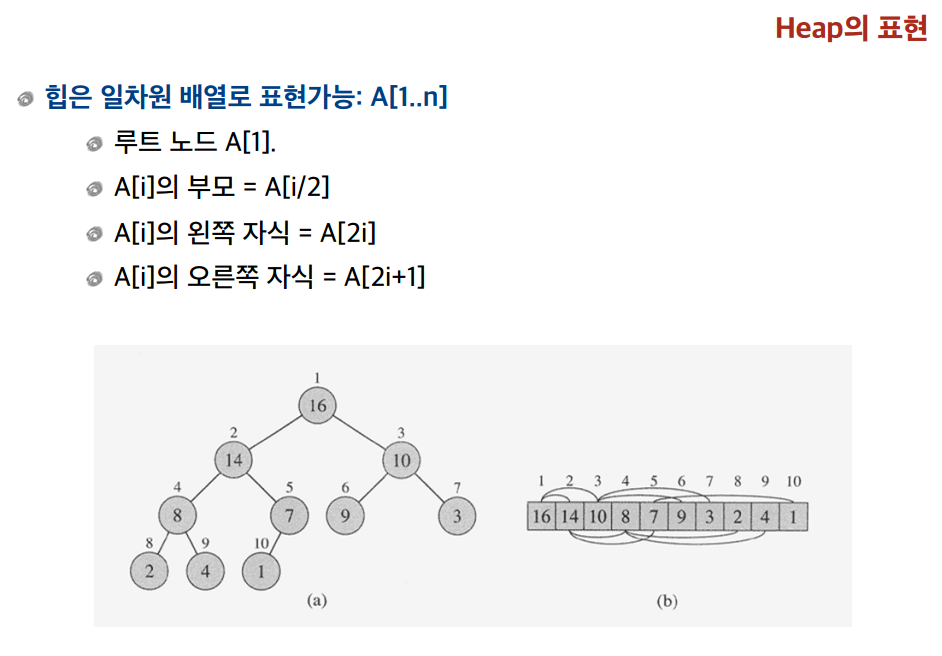 Heap의 표현
힙은 일차원 배열로 표현가능: A[1..n]
루트 노드 A[1].
A[i]의 부모 = A[i/2]
A[i]의 왼쪽 자식 = A[2i]
A[i]의 오른쪽 자식 = A[2i+1]
1
16
2 3
14 10
4 5 6 7
8 7 9 3
8 9 10
2 4 1
(a)
1 2 3 4 5 6 7 8 9 10
16 14 10 8 7 9 3 2 4 1
(b)